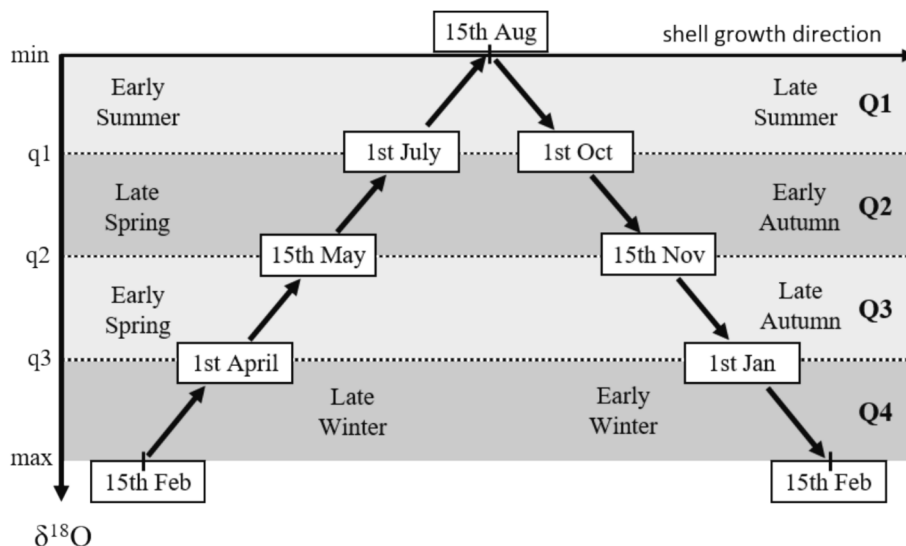 15th Aug
shell growth direction
min
Early
Summer
Late
Summer
Q1
q1
1st July
1st Oct
Late
Spring
Early
Autumn
Q2
q2
15th May
15th Nov
Early
Spring
Late
Autumn
Q3
q3
1st April
1st Jan
Late
Winter
Early
Winter
Q4
max
15th Feb
15th Feb
δ¹⁸O